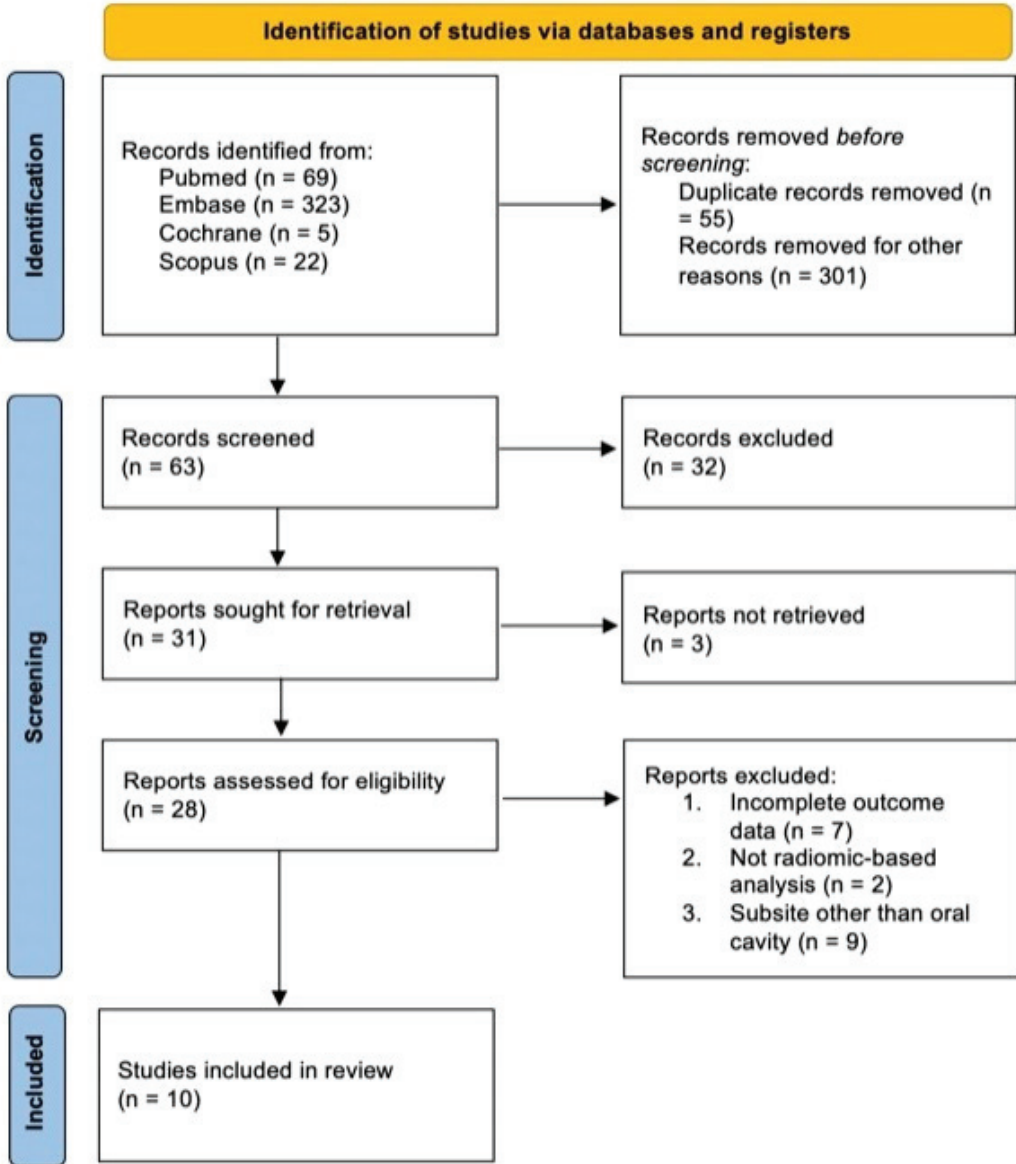 Identification of studies via databases and registers
Identification
Records identified from:
Pubmed (n = 69)
Embase (n = 323)
Cochrane (n = 5)
Scopus (n = 22)
Records removed before
screening:
Duplicate records removed (n
= 55)
Records removed for other
reasons (n = 301)
Screening
Records screened
(n = 63)
Records excluded
(n = 32)
Reports sought for retrieval
(n = 31)
Reports not retrieved
(n = 3)
Reports assessed for eligibility
(n = 28)
Reports excluded:
1. Incomplete outcome
data (n = 7)
2. Not radiomic-based
analysis (n = 2)
3. Subsite other than oral
cavity (n = 9)
Included
Studies included in review
(n = 10)